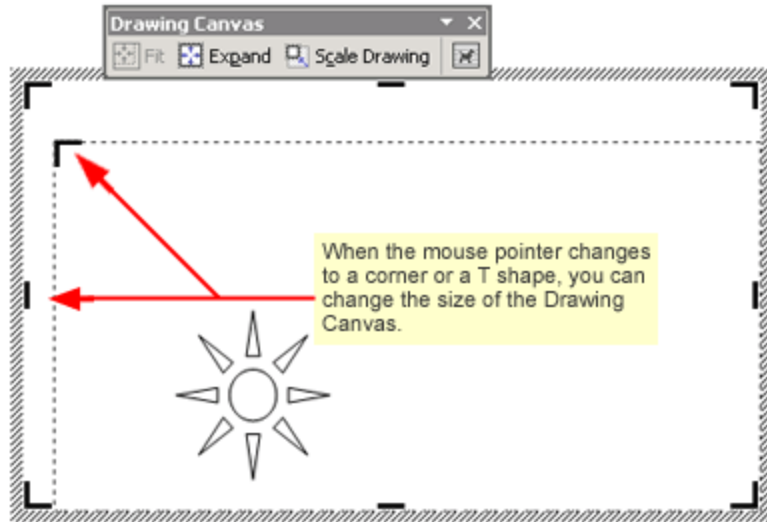 Drawing Canvas
Fit Expand Scale Drawing
When the mouse pointer changes
to a corner or a T shape, you can
change the size of the Drawing
Canvas.